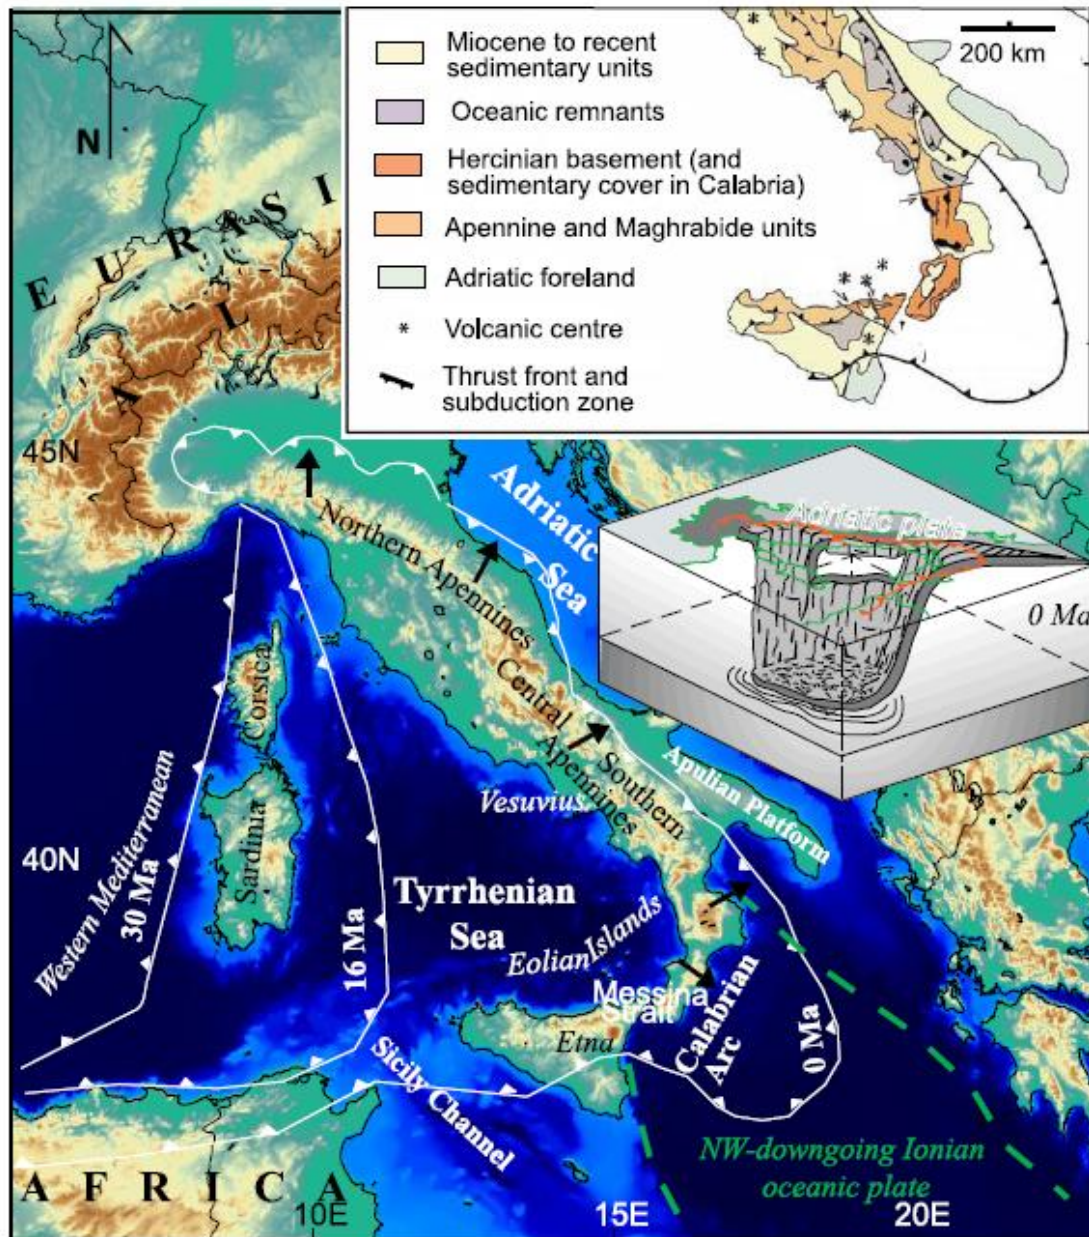 Miocene to recent
sedimentary units
Oceanic remnants
Hercinian basement (and
sedimentary cover in Calabria)
Apennine and Maghrabide units
Adriatic foreland
Volcanic centre
Thrust front and
subduction zone
200 km
N
EURASI
AL
45N
Northern Apennines
Adriatic
Sea
Adriatic plate
0 Ma
Corsica
Central
Apennines
Southern
Apulian Platform
Vesuvius
Western Mediterranean
30 Ma
Sardinia
40N
16 Ma
Tyrrhenian
Sea
Eolian Islands
Messina
Strait
Calabrian
Arc
0 Ma
Etna
Sicily Channel
NW-downgoing Ionian
oceanic plate
AFRICA
10E
15E
20E